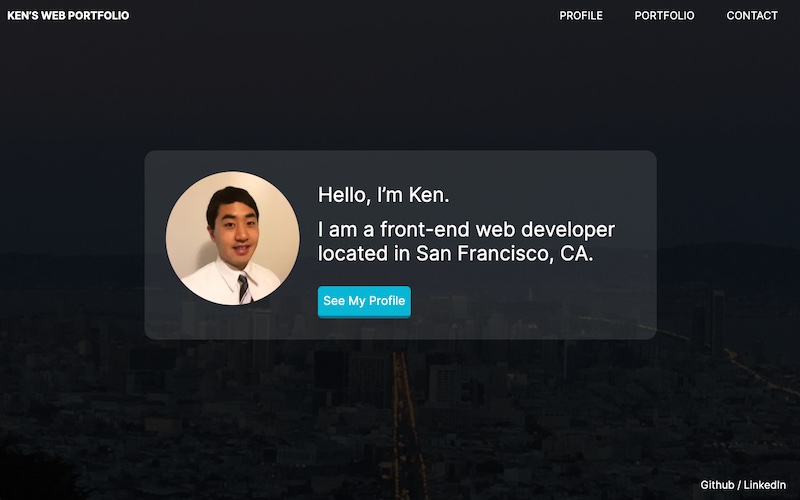 KEN’S WEB PORTFOLIO
PROFILE PORTFOLIO CONTACT
Hello, I’m Ken.
I am a front-end web developer
located in San Francisco, CA.
See My Profile
Github / LinkedIn